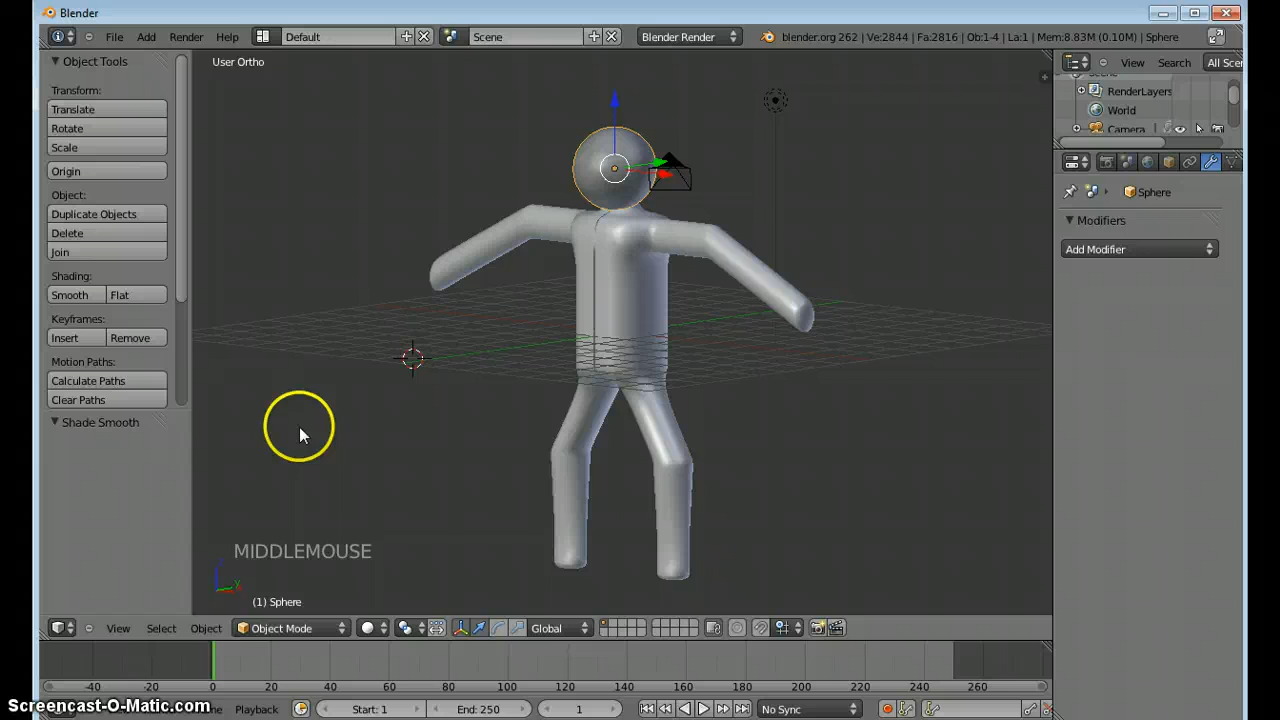 Blender
File Add Render Help Default Scene Blender Render blender.org 262 | Ve:2844 | Fa:2816 | Ob:1-4 | La:1 | Mem:8.83M (0.10M) | Sphere
Object Tools
User Ortho
View Search All Scen
Transform:
Translate
Rotate
Scale
Origin
Object:
Duplicate Objects
Delete
Join
Shading:
Smooth Flat
Keyframes:
Insert Remove
Motion Paths:
Calculate Paths
Clear Paths
Shade Smooth
RenderLayers
World
Camera
Sphere
Modifiers
Add Modifier
MIDDLEMOUSE
(1) Sphere
View Select Object Object Mode Global
-40 -20 0 20 40 60 80 100 120 140 160 180 200 220 240 260
Screencast-O-Matic.com
Playback Start: 1 End: 250 1 No Sync